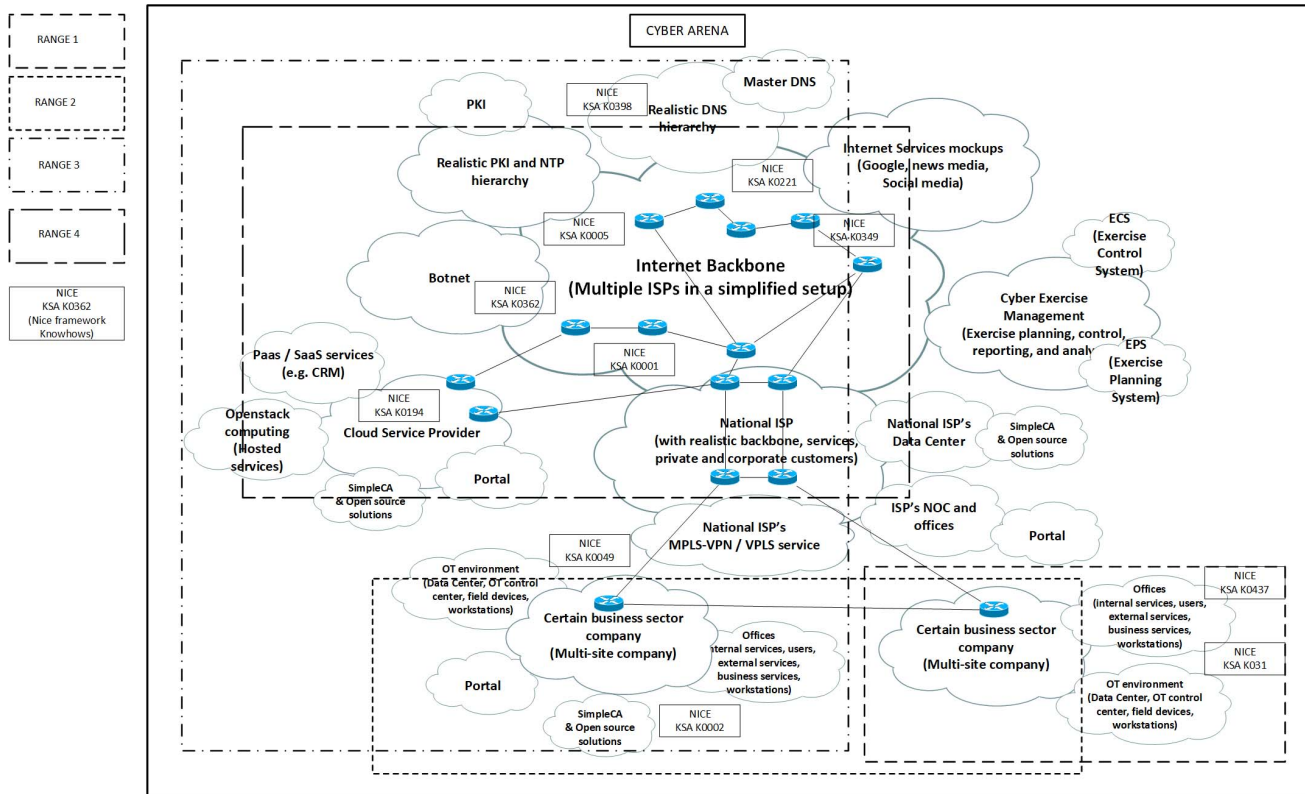 RANGE 1
RANGE 2
RANGE 3
RANGE 4
NICE
KSA K0362
(Nice framework
Knowhows)
CYBER ARENA
Master DNS
PKI
NICE
KSA K0398
Realistic DNS
hierarchy
Realistic PKI and NTP
hierarchy
Internet Services mockups
(Google, news media,
Social media)
NICE
KSA K0221
NICE
KSA K0005
NICE
KSA K0349
Internet Backbone
(Multiple ISPs in a simplified setup)
Botnet
NICE
KSA K0362
ECS
(Exercise
Control
System)
Cyber Exercise
Management
(Exercise planning, control,
reporting, and analy
EPS
(Exercise
Planning
System)
Paas / SaaS services
(e.g. CRM)
NICE
KSA K0001
NICE
KSA K0194
Openstack
computing
(Hosted
services)
Cloud Service Provider
National ISP
(with realistic backbone, services,
private and corporate customers)
National ISP's
Data Center
SimpleCA
& Open source
solutions
Portal
SimpleCA
& Open source
solutions
ISP's NOC and
offices
Portal
National ISP's
MPLS-VPN / VPLS service
NICE
KSA K0049
OT environment
(Data Center, OT control
center, field devices,
workstations)
Certain business sector
company
(Multi-site company)
Offices
internal services, users,
external services,
business services,
workstations)
Portal
SimpleCA
& Open source
solutions
NICE
KSA K0002
Certain business sector
company
(Multi-site company)
Offices
(internal services, users,
external services,
business services,
workstations)
NICE
KSA K0437
NICE
KSA K031
OT environment
(Data Center, OT control
center, field devices,
workstations)